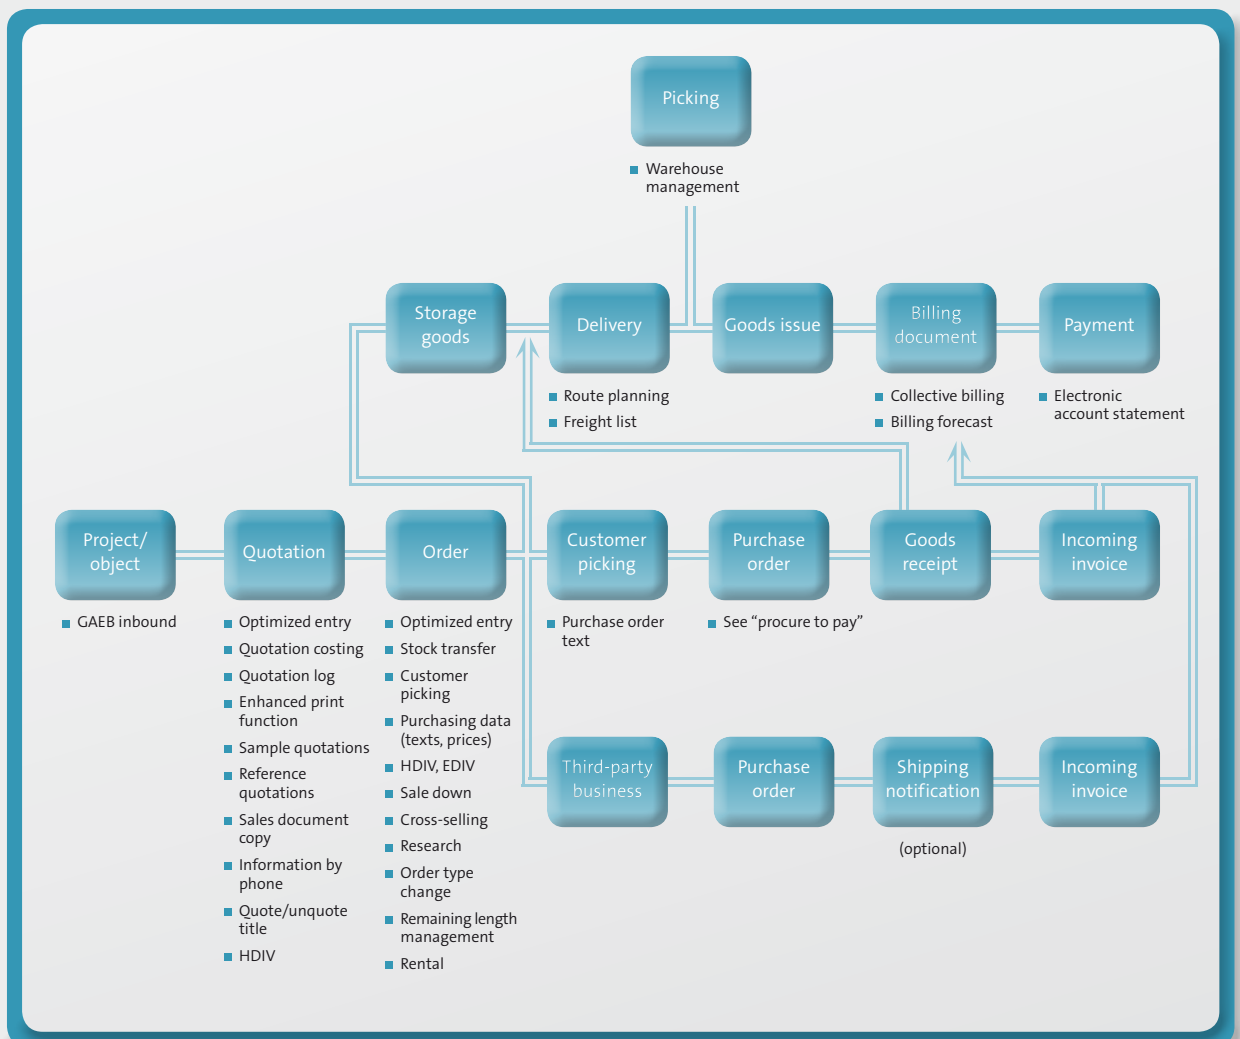 Picking
Warehouse
management
Storage
goods
Delivery
Goods issue
Billing
document
Payment
Route planning
Freight list
Collective billing
Billing forecast
Electronic
account statement
Project/
object
Quotation
Order
Customer
picking
Purchase
order
Goods
receipt
Incoming
invoice
GAEB inbound
Optimized entry
Quotation costing
Quotation log
Enhanced print
function
Sample quotations
Reference
quotations
Sales document
copy
Information by
phone
Quote/unquote
title
HDIV
Optimized entry
Stock transfer
Customer
picking
Purchasing data
(texts, prices)
HDIV, EDIV
Sale down
Cross-selling
Research
Order type
change
Remaining length
management
Rental
Purchase order
text
See “procure to pay”
Third-party
business
Purchase
order
Shipping
notification
Incoming
invoice
(optional)